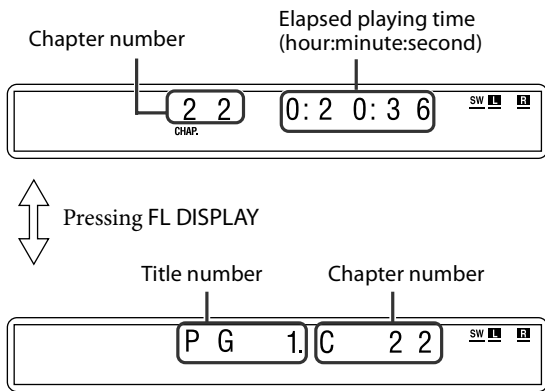 Elapsed playing time
(hour:minute:second)
Chapter number
2 2 0:2 0:3 6 SW L R
CHAP.
Pressing FL DISPLAY
Title number Chapter number
P G 1. C 2 2 SW L R